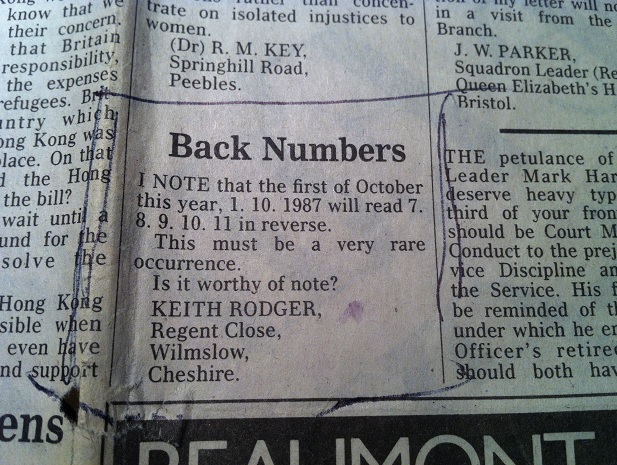 know that we
their concern.
that Britain
responsibility,
the expenses
refugees. Brit-
ntry which
ong Kong was
lace. On that
d the Hong
the bill?
wait until a
und for the
solve the
Hong Kong
sible when
even have
nd support
ens
trate on isolated injustices to
women.
(Dr) R. M. KEY,
Springhill Road,
Peebles.
Back Numbers
I NOTE that the first of October
this year, 1. 10. 1987 will read 7.
8. 9. 10. 11 in reverse.
This must be a very rare
occurrence.
Is it worthy of note?
KEITH RODGER,
Regent Close,
Wilmslow,
Cheshire.
BEAUMONT
my letter will no
in a visit from the
Branch.
J. W. PARKER,
Squadron Leader (Re
Queen Elizabeth's H
Bristol.
THE petulance of
Leader Mark Har
deserve heavy typ
third of your fron
should be Court M
Conduct to the prej
vice Discipline an
the Service. His f
be reminded of th
under which he en
Officer's retired
should both hav